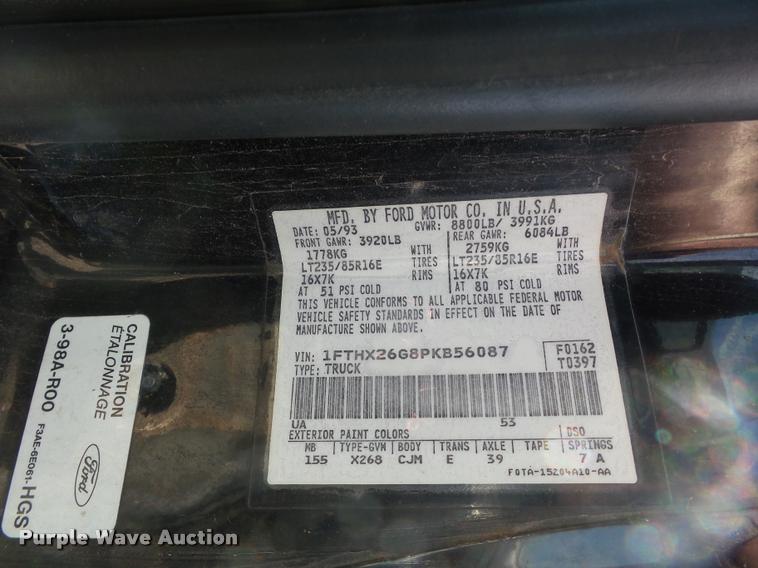 MFD. BY FORD MOTOR CO. IN U.S.A.
DATE: 05/93 GVWR: 8800LB/ 3991KG
FRONT GAWR: 3920LB REAR GAWR: 6084LB
1778KG WITH 2759KG WITH
LT235/85R16E TIRES LT235/85R16E TIRES
16X7K RIMS 16X7K RIMS
AT 51 PSI COLD AT 80 PSI COLD
THIS VEHICLE CONFORMS TO ALL APPLICABLE FEDERAL MOTOR
VEHICLE SAFETY STANDARDS IN EFFECT ON THE DATE OF
MANUFACTURE SHOWN ABOVE.
VIN: 1FTHX26G8PKB56087 F0162
TYPE: TRUCK T0397
UA 53
EXTERIOR PAINT COLORS DSO
WB TYPE-GVW BODY TRANS AXLE TAPE SPRINGS
155 X268 CJM E 39 7 A
F0TA-15204A10-AA
CALIBRATION
ÉTALONNAGE
3-98A-R00
Ford
F3AE-6E061-HGS
Purple Wave Auction